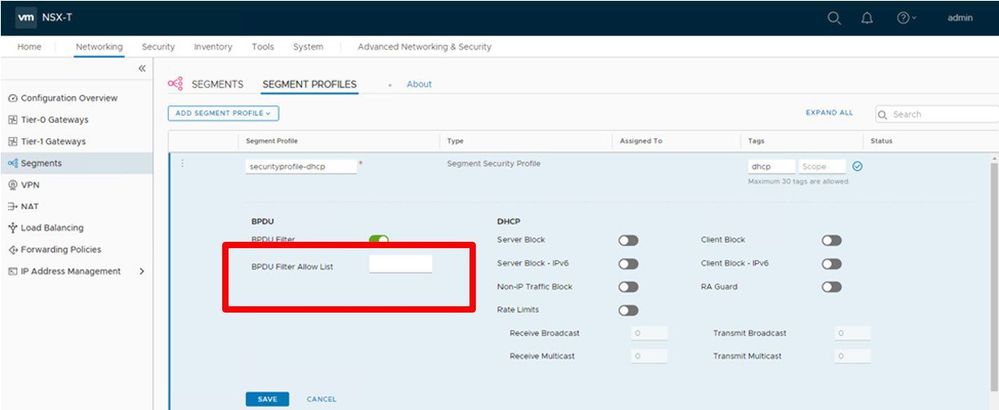 vm NSX-T admin
Home Networking Security Inventory Tools System Advanced Networking & Security
Configuration Overview
Tier-0 Gateways
Tier-1 Gateways
Segments
VPN
NAT
Load Balancing
Forwarding Policies
IP Address Management
SEGMENTS SEGMENT PROFILES About
ADD SEGMENT PROFILE EXPAND ALL Search
Segment Profile Type Assigned To Tags Status
securityprofile-dhcp * Segment Security Profile dhcp Scope
Maximum 30 tags are allowed.
BPDU DHCP
BPDU Filter Server Block Client Block
BPDU Filter Allow List Server Block - IPv6 Client Block - IPv6
Non-IP Traffic Block RA Guard
Rate Limits
Receive Broadcast 0 Transmit Broadcast 0
Receive Multicast 0 Transmit Multicast 0
SAVE CANCEL